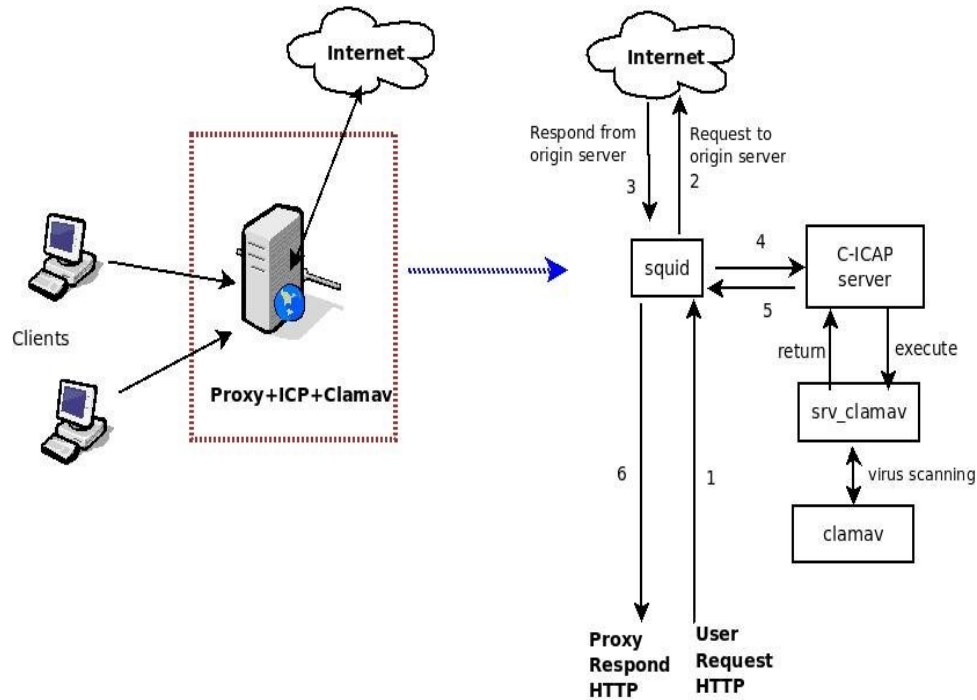 Internet
Clients
Proxy+ICP+Clamav
Internet
Respond from
origin server
3
Request to
origin server
2
squid
4
5
C-ICAP
server
return
execute
srv_clamav
virus scanning
clamav
6
1
Proxy
Respond
HTTP
User
Request
HTTP